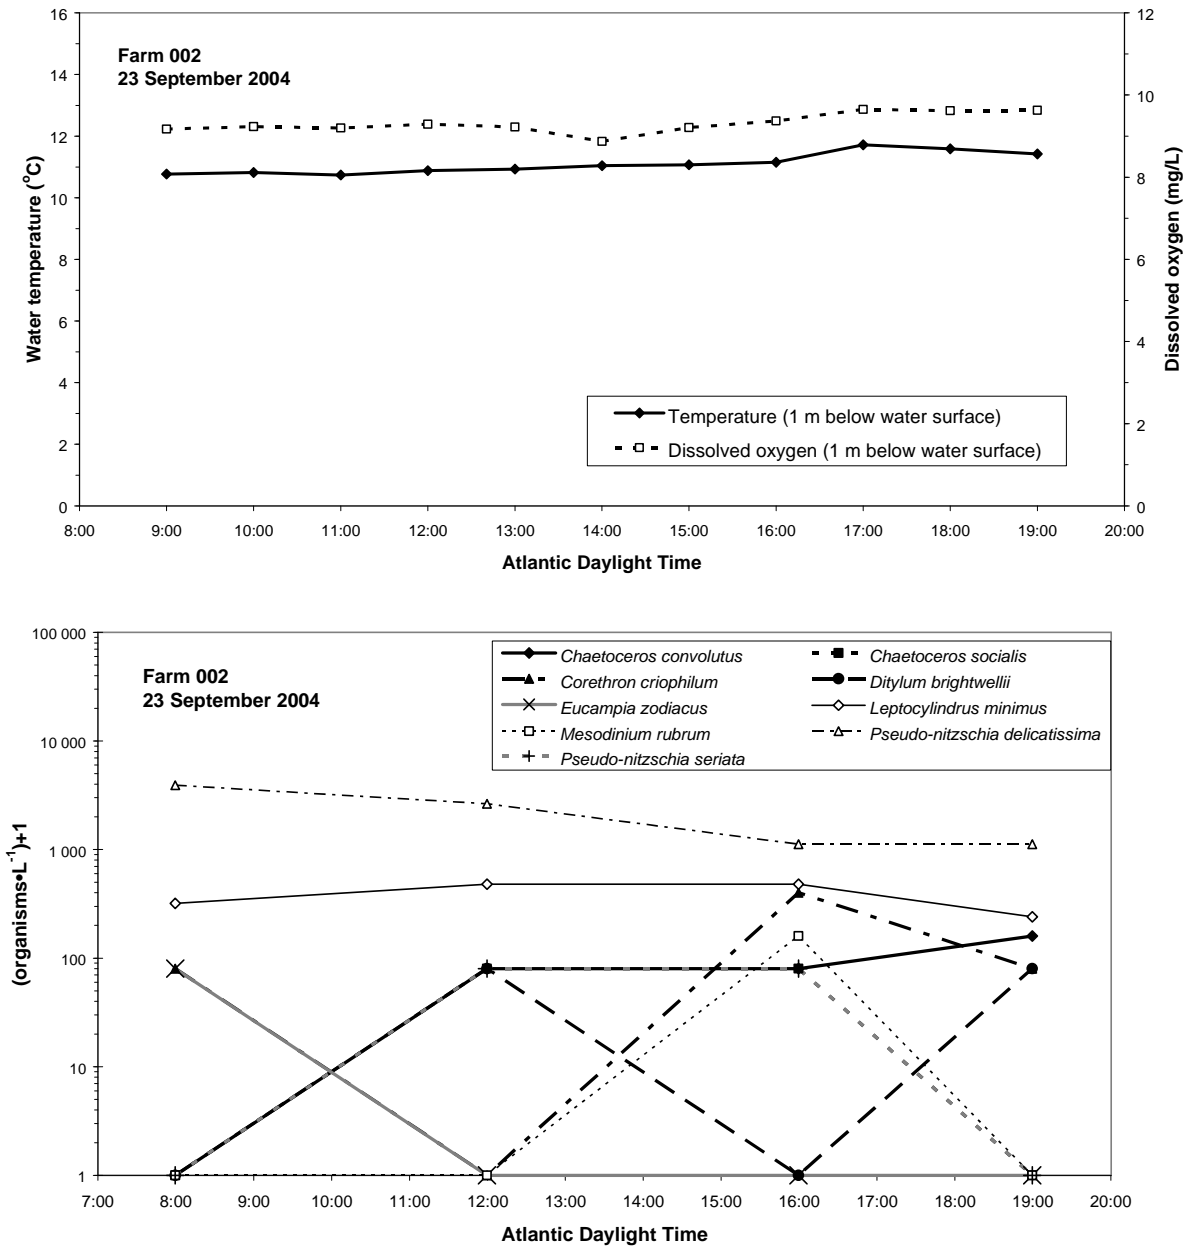 16
14
12
10
8
6
4
2
0
Water temperature (°C)
Farm 002
23 September 2004
12
10
8
6
4
2
0
Dissolved oxygen (mg/L)
Temperature (1 m below water surface)
Dissolved oxygen (1 m below water surface)
8:00 9:00 10:00 11:00 12:00 13:00 14:00 15:00 16:00 17:00 18:00 19:00 20:00
Atlantic Daylight Time
100 000
10 000
1 000
100
10
1
(organisms•L⁻¹)+1
Farm 002
23 September 2004
Chaetoceros convolutus Chaetoceros socialis
Corethron criophilum Ditylum brightwellii
Eucampia zodiacus Leptocylindrus minimus
Mesodinium rubrum Pseudo-nitzschia delicatissima
Pseudo-nitzschia seriata
7:00 8:00 9:00 10:00 11:00 12:00 13:00 14:00 15:00 16:00 17:00 18:00 19:00 20:00
Atlantic Daylight Time